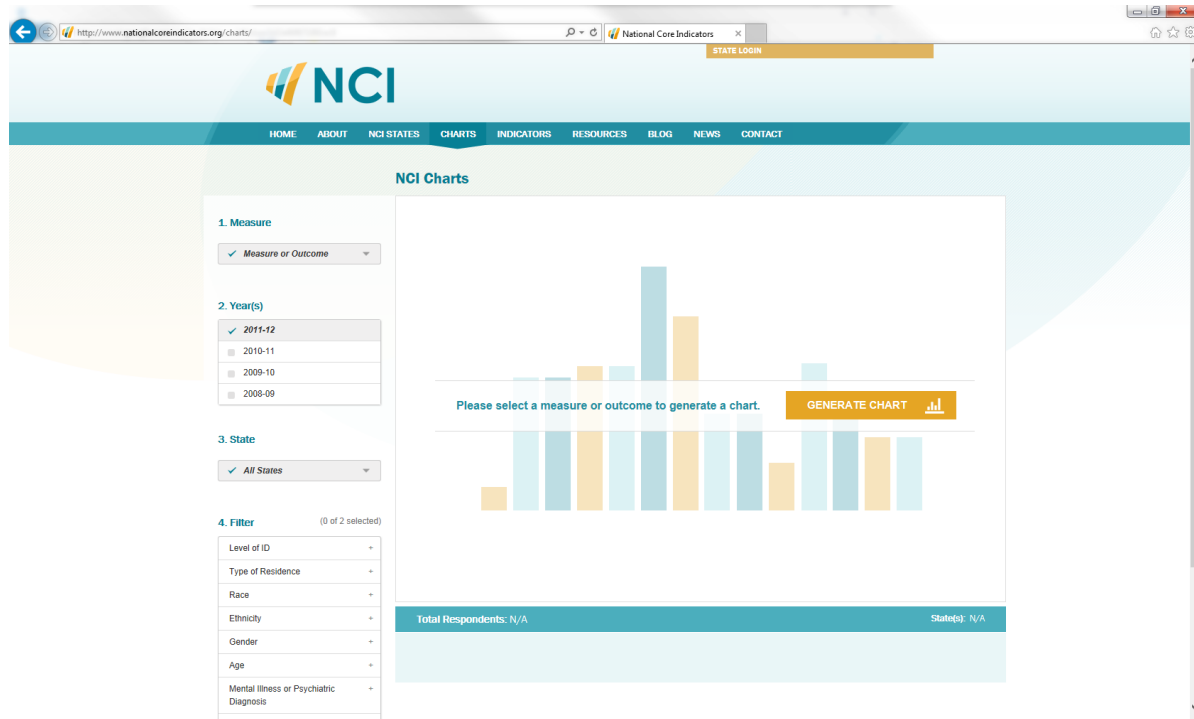 http://www.nationalcoreindicators.org/charts/
National Core Indicators
STATE LOGIN
NCI
HOME ABOUT NCI STATES CHARTS INDICATORS RESOURCES BLOG NEWS CONTACT
NCI Charts
1. Measure
Measure or Outcome
2. Year(s)
2011-12
2010-11
2009-10
2008-09
3. State
All States
4. Filter (0 of 2 selected)
Level of ID +
Type of Residence +
Race +
Ethnicity +
Gender +
Age +
Mental Illness or Psychiatric +
Diagnosis
Please select a measure or outcome to generate a chart. GENERATE CHART
Total Respondents: N/A State(s): N/A